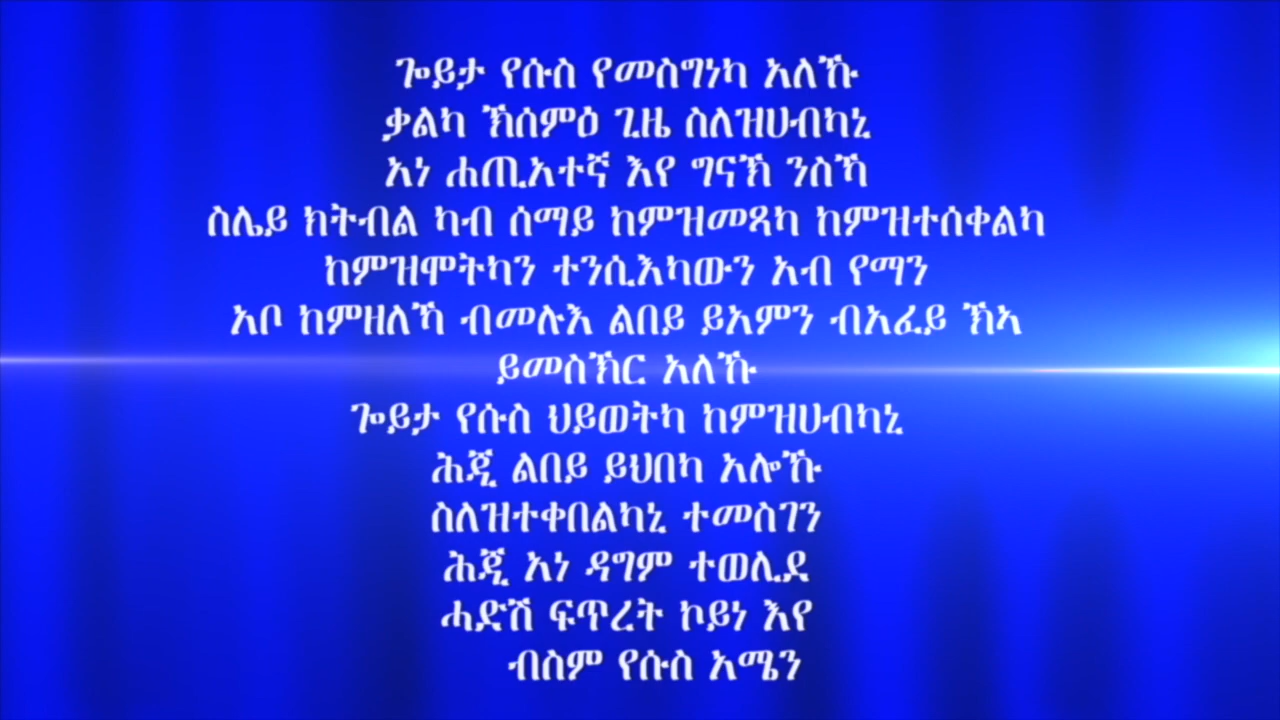 ጐይታ የሱስ የመስግነካ አለኹ
ቃልካ ኽሰምዕ ጊዜ ስለዝሀብካኒ
አነ ሐጢአተኛ እየ ግናኽ ንስኻ
ስሌይ ክትብል ካብ ሰማይ ከምዝመጻካ ከምዝተሰቀልካ
ከምዝሞትካን ተንሲእካውን አብ የማን
አቦ ከምዘለኻ ብመሉእ ልበይ ይአምን ብአፈይ ኽኣ
ይመስኽር አለኹ
ጐይታ የሱስ ህይወትካ ከምዝሀብካኒ
ሕጂ ልበይ ይህበካ አሎኹ
ስለዝተቀበልካኒ ተመስገን
ሕጂ አነ ዳግም ተወሊደ
ሓድሽ ፍጥረት ኮይነ እየ
ብስም የሱስ አሜን